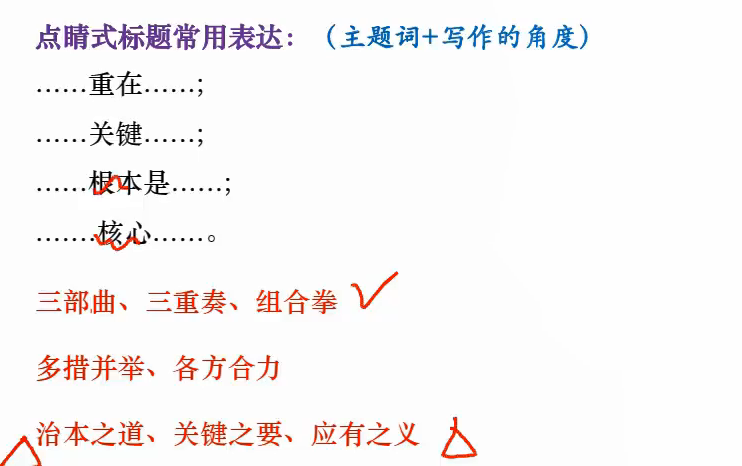 点睛式标题常用表达：（主题词+写作的角度）
……重在……;
……关键……;
……根本是……;
…….核心……。
三部曲、三重奏、组合拳
多措并举、各方合力
治本之道、关键之要、应有之义